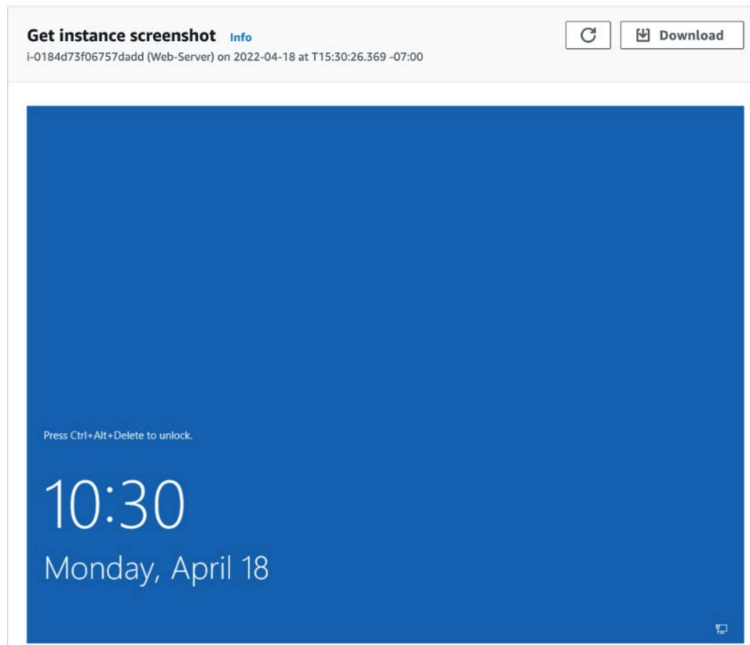 Get instance screenshot Info
Download
i-0184d73f06757dadd (Web-Server) on 2022-04-18 at T15:30:26.369 -07:00
Press Ctrl+Alt+Delete to unlock.
10:30
Monday, April 18